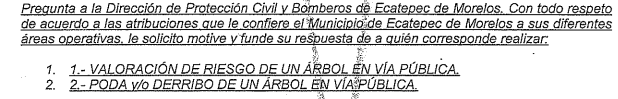 Pregunta a la Dirección de Protección Civil y Bomberos de Ecatepec de Morelos. Con todo respeto
de acuerdo a las atribuciones que le confiere el Municipio de Ecatepec de Morelos a sus diferentes
áreas operativas, le solicito motive y funde su respuesta de a quién corresponde realizar:
1. 1.- VALORACIÓN DE RIESGO DE UN ÁRBOL EN VÍA PÚBLICA.
2. 2.- PODA y/o DERRIBO DE UN ÁRBOL EN VÍA PÚBLICA.